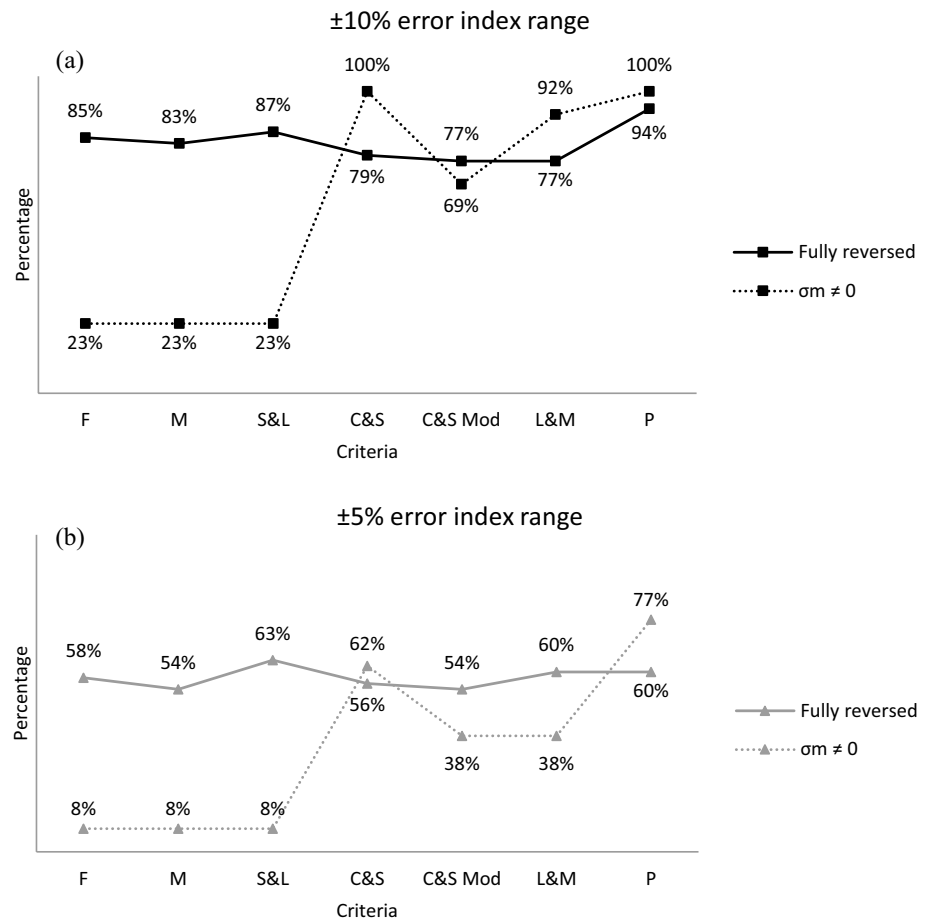 ±10% error index range
(a)
100% 100%
85% 83% 87% 77% 92%
79% 69% 77% 94%
23% 23% 23%
Percentage
Fully reversed
σm ≠ 0
F M S&L C&S C&S Mod L&M P
Criteria
±5% error index range
(b)
58% 54% 63% 62% 54% 60% 77%
56% 38% 38% 60%
8% 8% 8%
Percentage
Fully reversed
σm ≠ 0
F M S&L C&S C&S Mod L&M P
Criteria